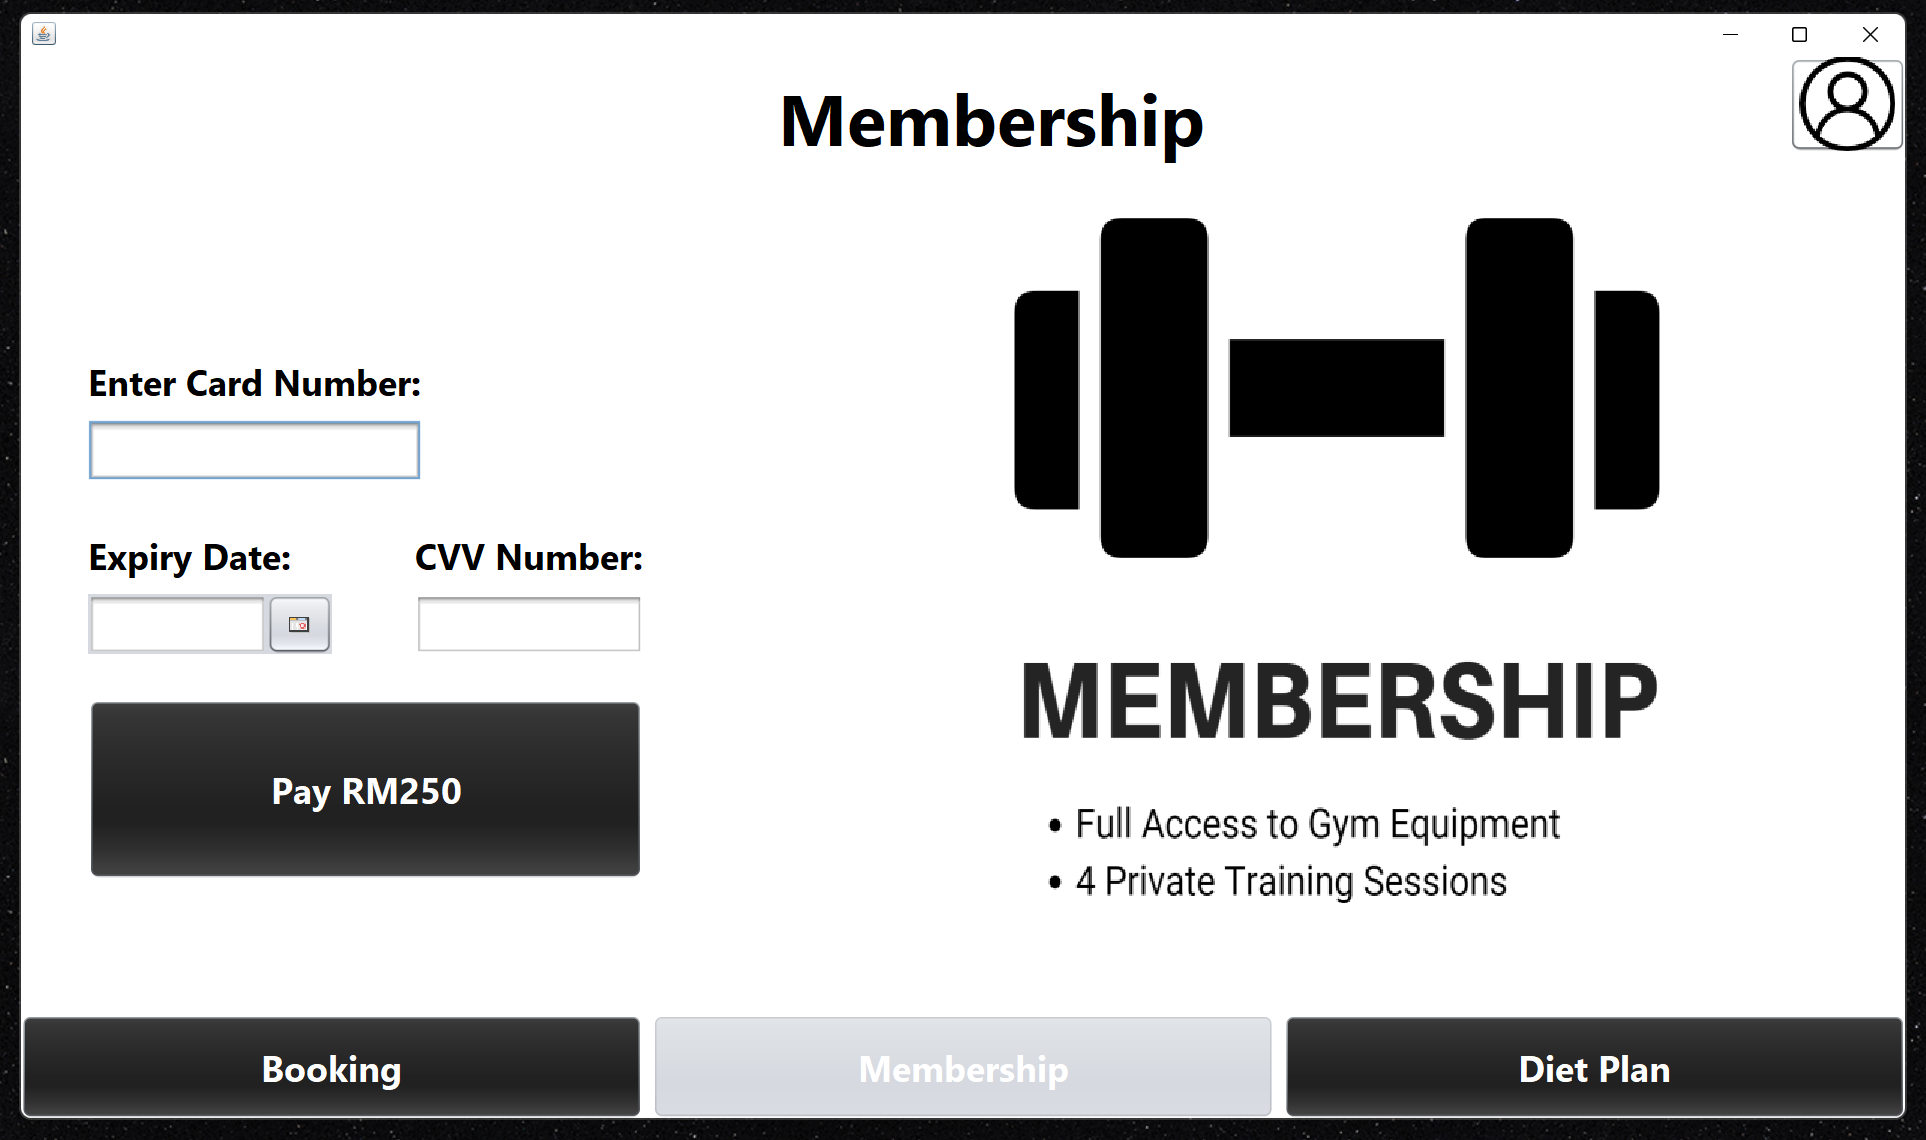 Membership
Enter Card Number:
Expiry Date:
CVV Number:
Pay RM250
MEMBERSHIP
• Full Access to Gym Equipment
• 4 Private Training Sessions
Booking
Membership
Diet Plan